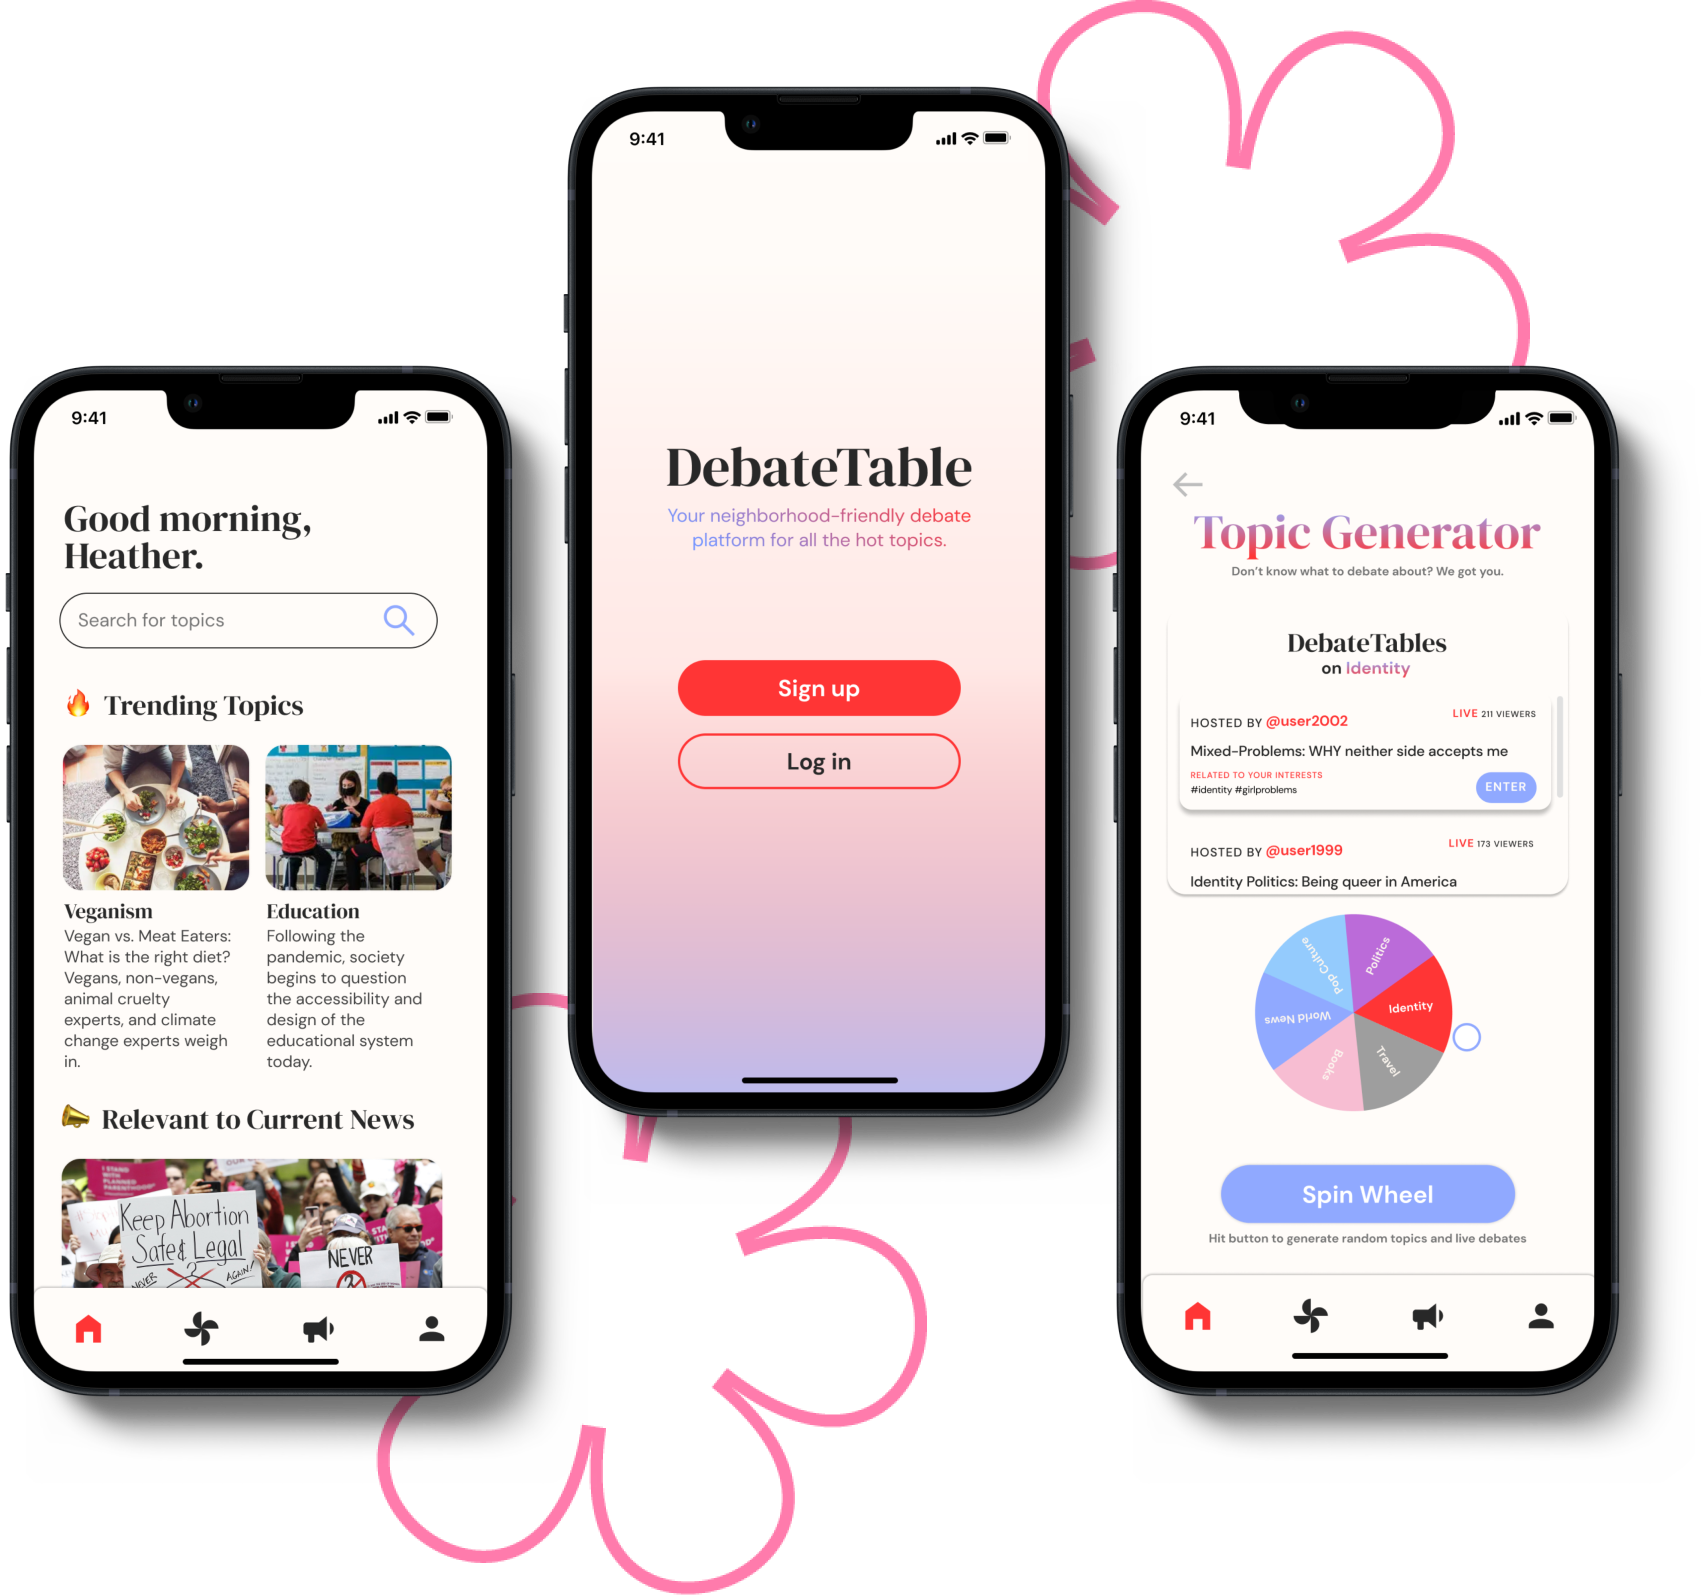 9:41
Good morning,
Heather.
Search for topics
🔥 Trending Topics
Veganism
Vegan vs. Meat Eaters:
What is the right diet?
Vegans, non-vegans,
animal cruelty
experts, and climate
change experts weigh
in.
Education
Following the
pandemic, society
begins to question
the accessibility and
design of the
educational system
today.
Relevant to Current News
I STAND
WITH
PLANNED
PARENTHOOD
Keep Abortion
Safe & Legal
NEVER
AGAIN!
NEVER
9:41
DebateTable
Your neighborhood-friendly debate
platform for all the hot topics.
Sign up
Log in
9:41
Topic Generator
Don't know what to debate about? We got you.
DebateTables
on Identity
HOSTED BY @user2002
LIVE 211 VIEWERS
Mixed-Problems: WHY neither side accepts me
RELATED TO YOUR INTERESTS
#identity #girlproblems
ENTER
HOSTED BY @user1999
LIVE 173 VIEWERS
Identity Politics: Being queer in America
Pop Culture
Politics
Identity
World News
Books
Travel
Spin Wheel
Hit button to generate random topics and live debates